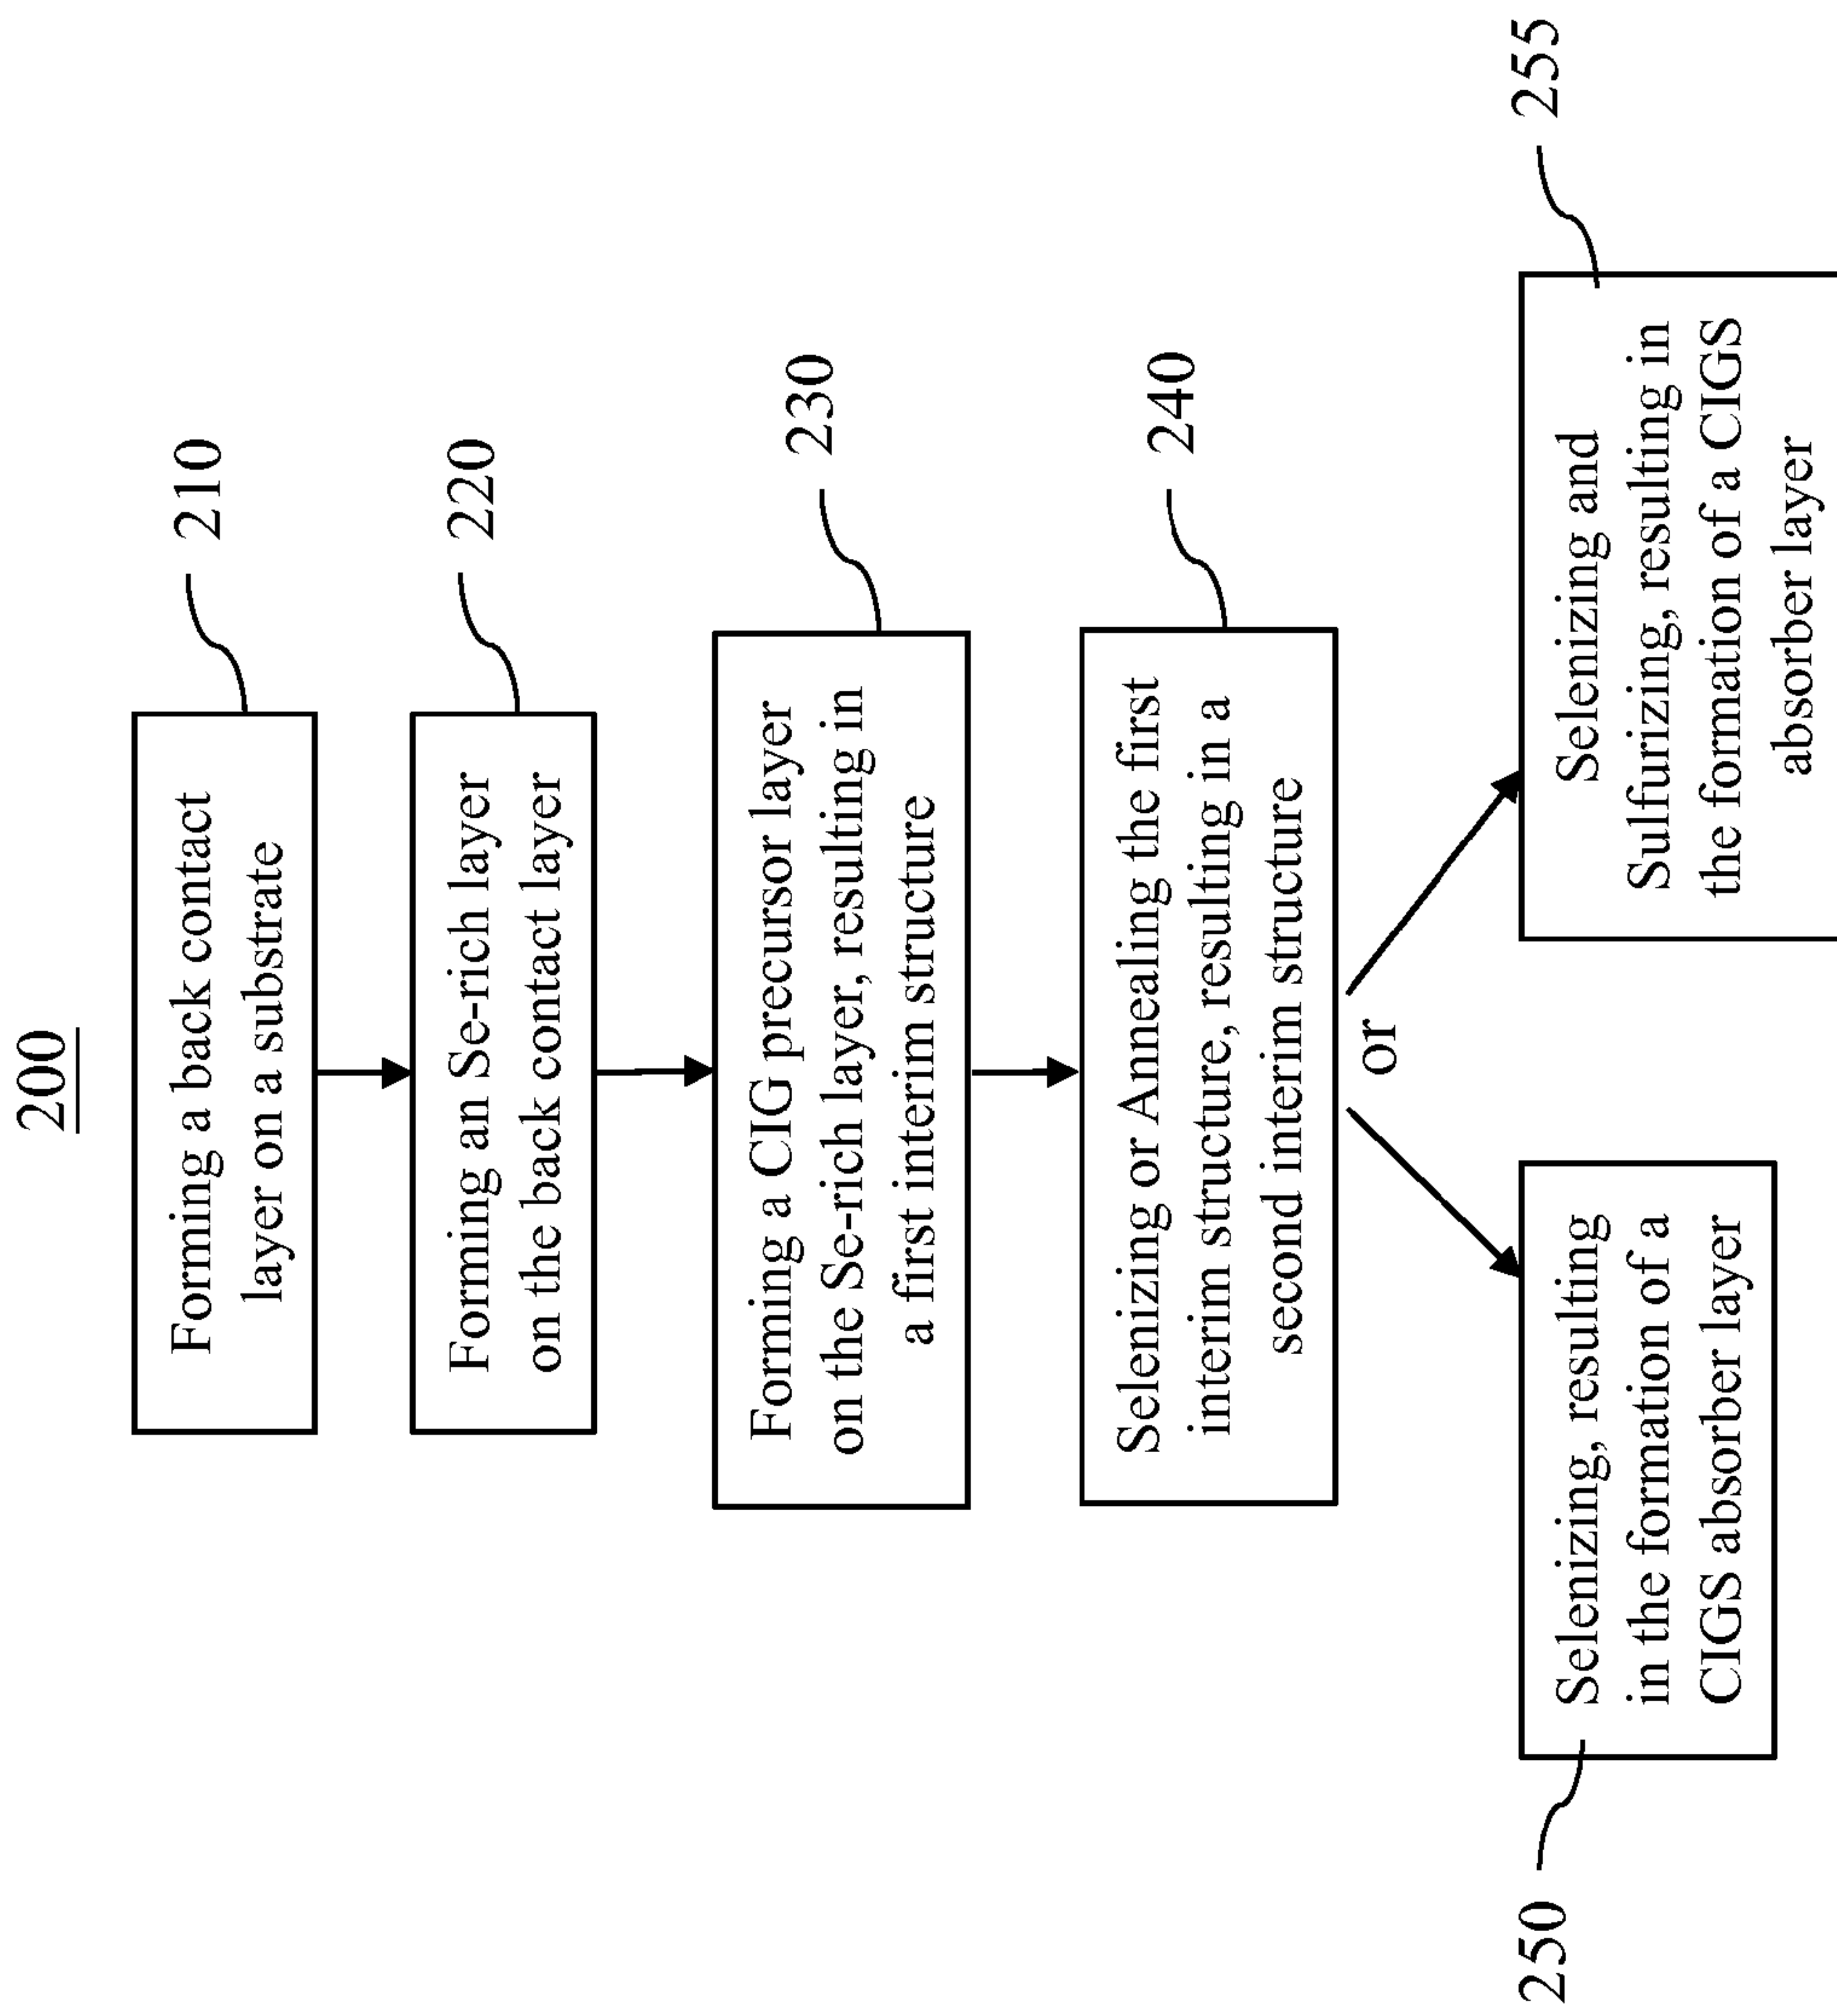 200
Forming a back contact
layer on a substrate
210
Forming an Se-rich layer
on the back contact layer
220
Forming a CIG precursor layer
on the Se-rich layer, resulting in
a first interim structure
230
Selenizing or Annealing the first
interim structure, resulting in a
second interim structure
240
or
250
Selenizing, resulting
in the formation of a
CIGS absorber layer
Selenizing and
Sulfurizing, resulting in
the formation of a CIGS
absorber layer
255